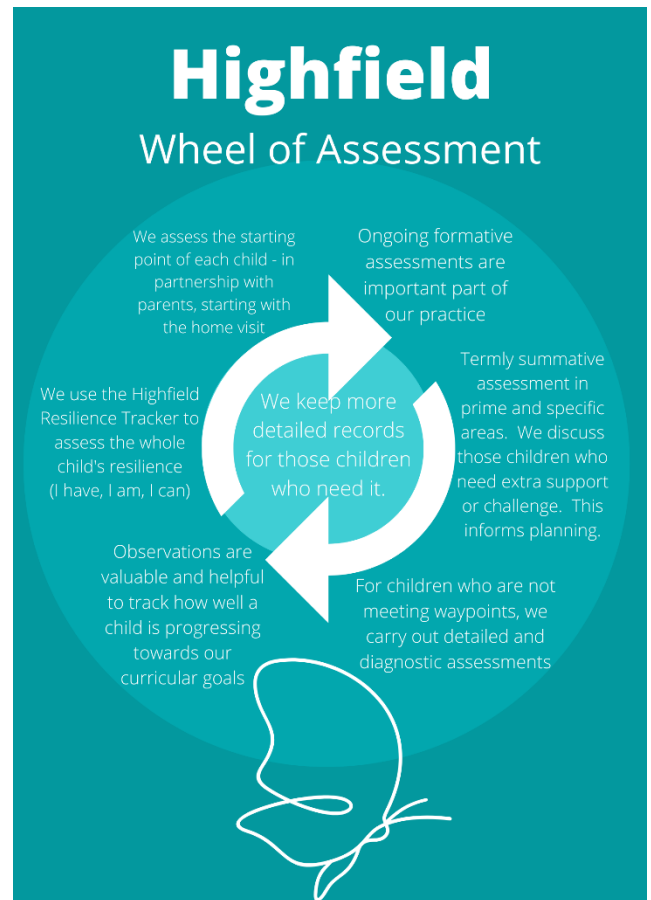 Highfield
Wheel of Assessment
We assess the starting
point of each child - in
partnership with
parents, starting with
the home visit
Ongoing formative
assessments are
important part of
our practice
Termly summative
assessment in
prime and specific
areas.  We discuss
those children who
need extra support
or challenge.  This
informs planning.
For children who are not
meeting waypoints, we
carry out detailed and
diagnostic assessments
Observations are
valuable and helpful
to track how well a
child is progressing
towards our
curricular goals
We use the Highfield
Resilience Tracker to
assess the whole
child's resilience
(I have, I am, I can)
We keep more
detailed records
for those children
who need it.